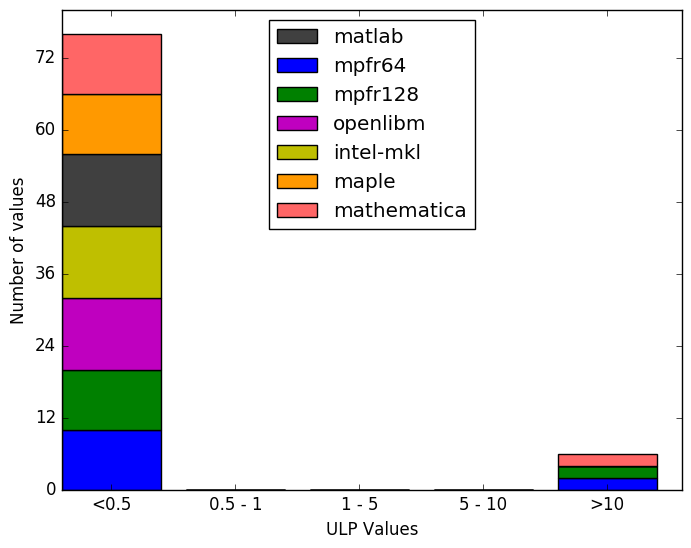 matlab
mpfr64
mpfr128
openlibm
intel-mkl
maple
mathematica
Number of values
72
60
48
36
24
12
0
<0.5 0.5 - 1 1 - 5 5 - 10 >10
ULP Values